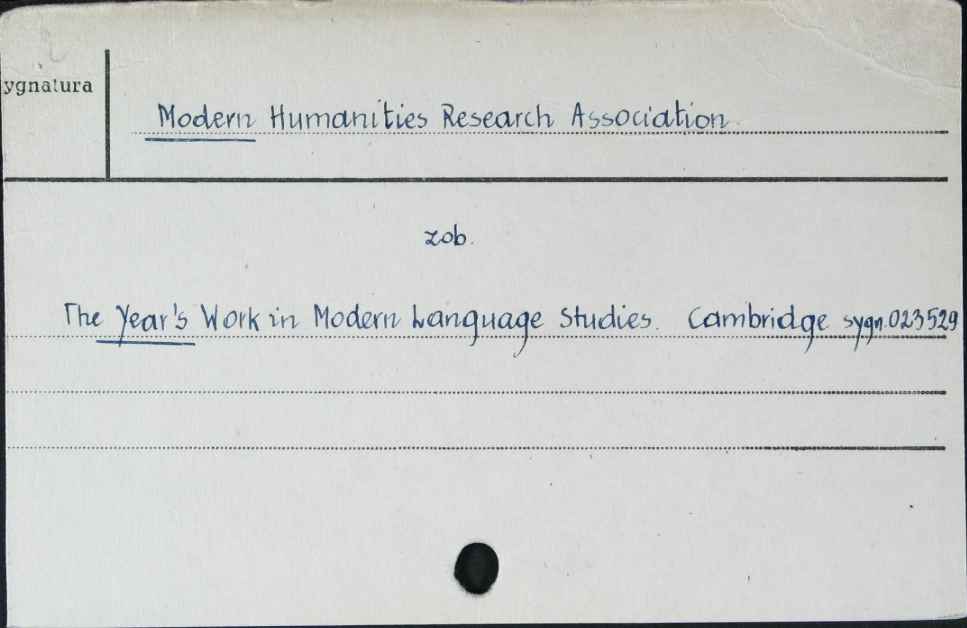 ygnatura
Modern Humanities Research Association.
zob.
The Year's Work in Modern Language Studies. Cambridge sygn. 023529